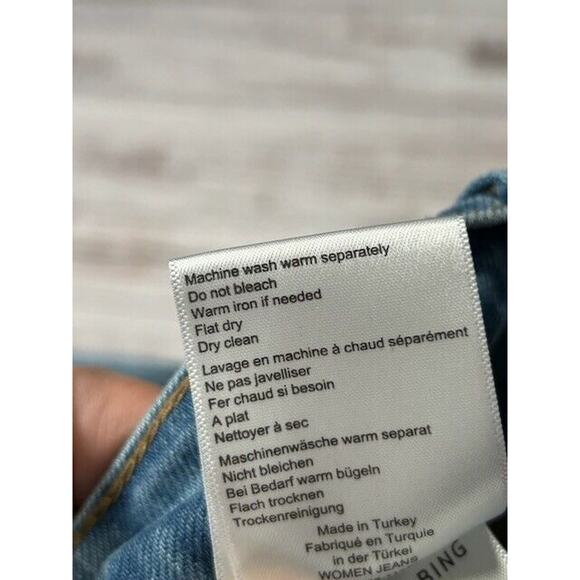 Machine wash warm separately
Do not bleach
Warm iron if needed
Flat dry
Dry clean
Lavage en machine à chaud séparément
Ne pas javelliser
Fer chaud si besoin
A plat
Nettoyer à sec
Maschinenwäsche warm separat
Nicht bleichen
Bei Bedarf warm bügeln
Flach trocknen
Trockenreinigung
Made in Turkey
Fabriqué en Turquie
in der Türkei
WOMEN JEANS